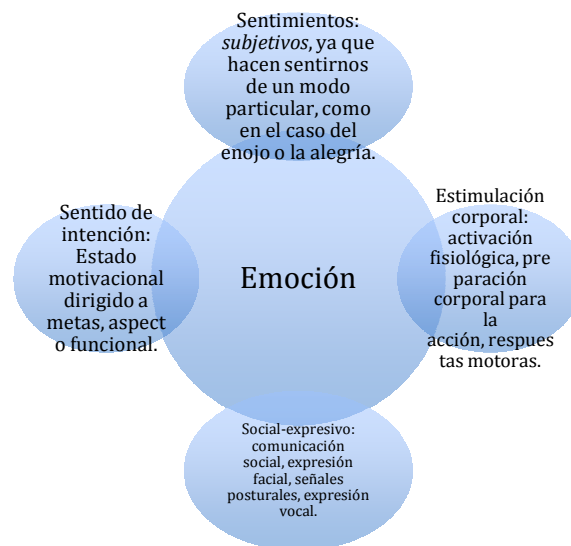 Sentimientos:
subjetivos, ya que
hacen sentirnos
de un modo
particular, como
en el caso del
enojo o la alegría.
Sentido de
intención:
Estado
motivacional
dirigido a
metas, aspect
o funcional.
Emoción
Estimulación
corporal:
activación
fisiológica, pre
paración
corporal para
la
acción, respues
tas motoras.
Social-expresivo:
comunicación
social, expresión
facial, señales
posturales, expresión
vocal.